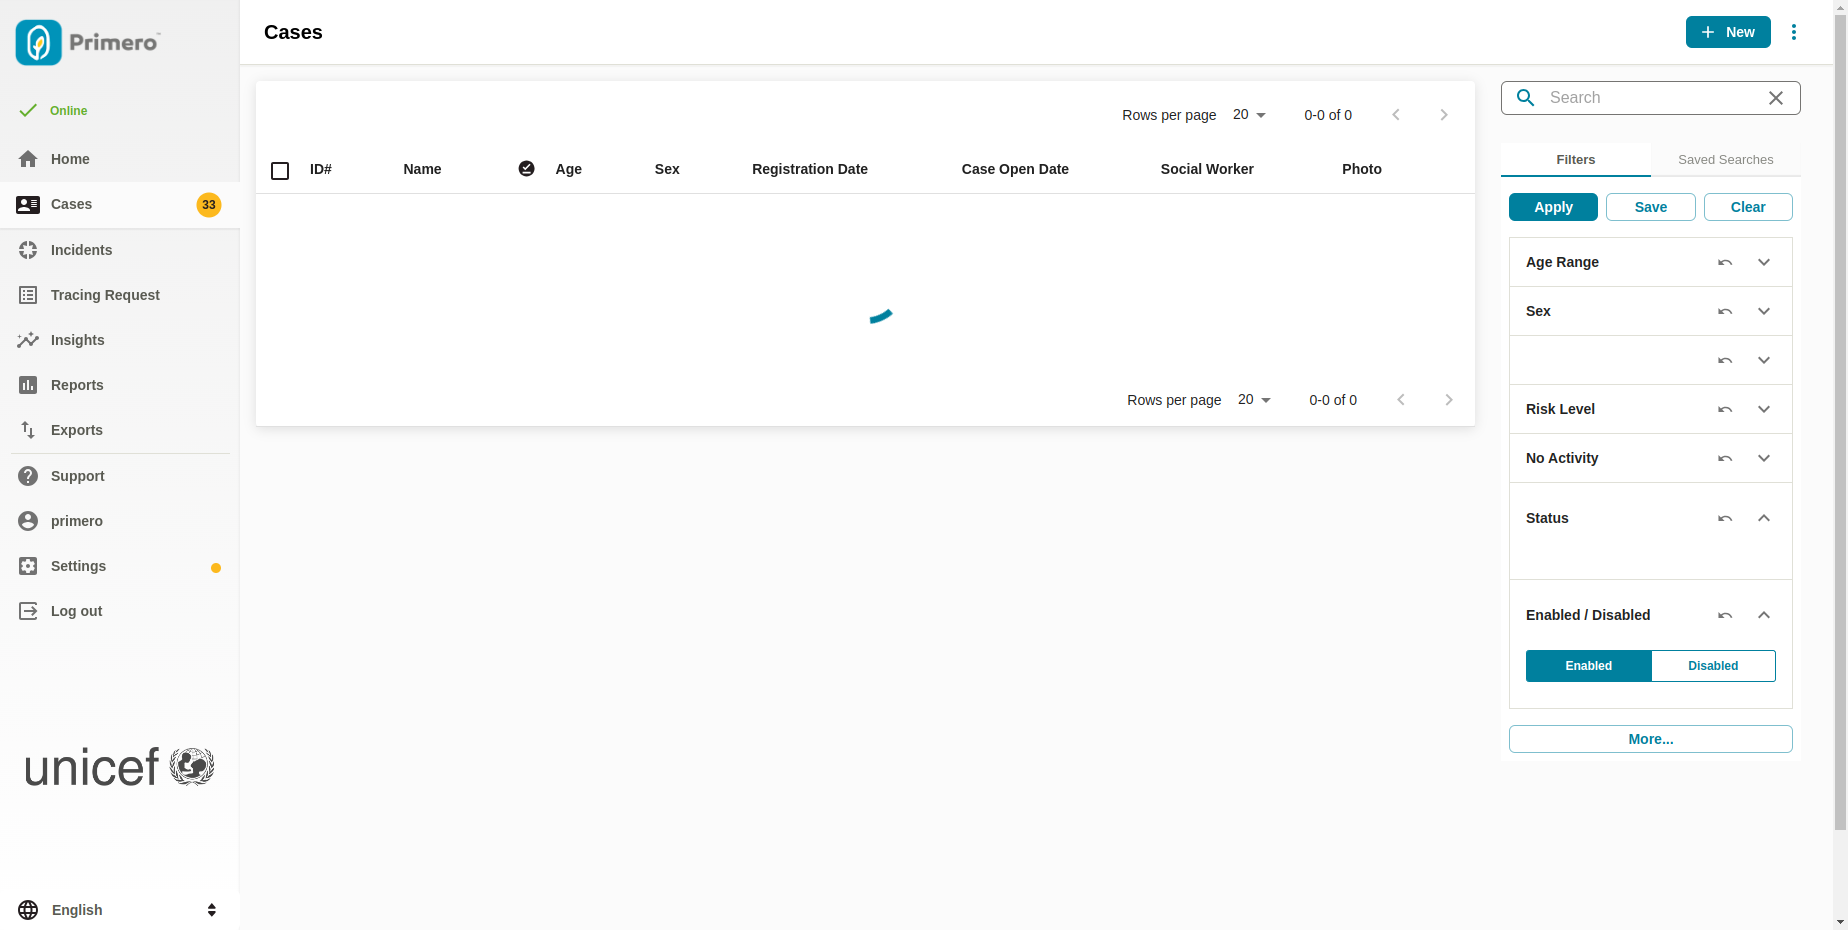 Primero™
Online
Home
Cases
33
Incidents
Tracing Request
Insights
Reports
Exports
Support
primero
Settings
Log out
unicef
English
Cases
New
Rows per page 20 0-0 of 0
ID# Name Age Sex Registration Date Case Open Date Social Worker Photo
Rows per page 20 0-0 of 0
Search
Filters Saved Searches
Apply Save Clear
Age Range
Sex
Risk Level
No Activity
Status
Enabled / Disabled
Enabled Disabled
More...